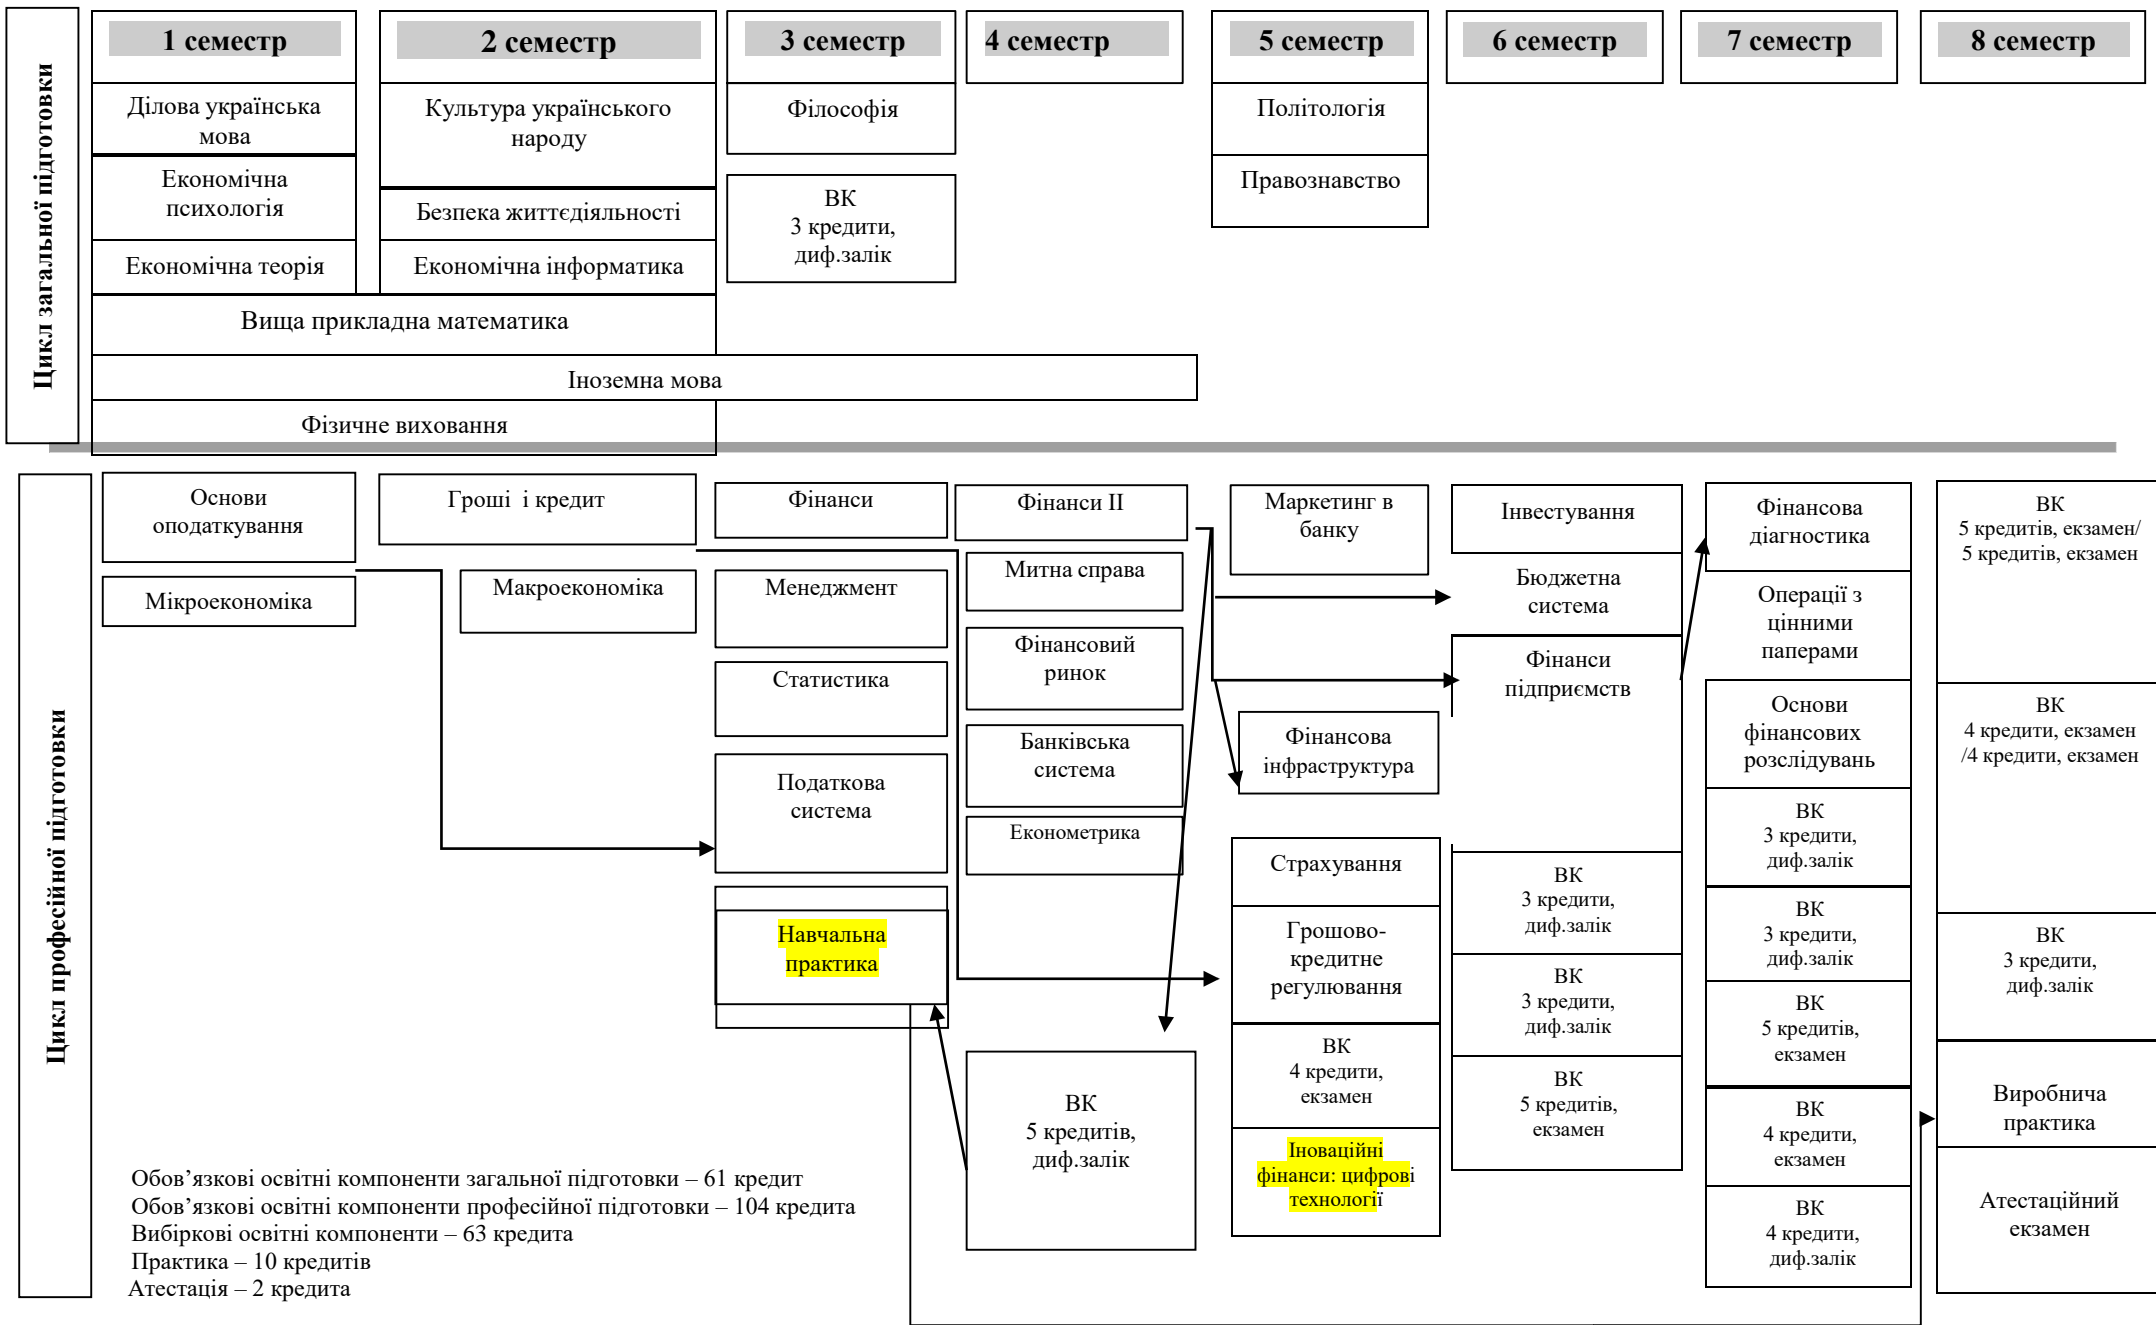 1 семестр
2 семестр
3 семестр
4 семестр
5 семестр
6 семестр
7 семестр
8 семестр
Цикл загальної підготовки
Ділова українська
мова
Економічна
психологія
Економічна теорія
Культура українського
народу
Безпека життєдіяльності
Економічна інформатика
Філософія
ВК
3 кредити,
диф.залік
Політологія
Правознавство
Вища прикладна математика
Іноземна мова
Фізичне виховання
Цикл професійної підготовки
Основи
оподаткування
Мікроекономіка
Гроші і кредит
Макроекономіка
Фінанси
Менеджмент
Статистика
Податкова
система
Навчальна
практика
Фінанси ІІ
Митна справа
Фінансовий
ринок
Банківська
система
Економетрика
ВК
5 кредитів,
диф.залік
Маркетинг в
банку
Фінансова
інфраструктура
Страхування
Грошово-
кредитне
регулювання
ВК
4 кредити,
екзамен
Іноваційні
фінанси: цифрові
технології
Інвестування
Бюджетна
система
Фінанси
підприємств
ВК
3 кредити,
диф.залік
ВК
3 кредити,
диф.залік
ВК
5 кредитів,
екзамен
Фінансова
діагностика
Операції з
цінними
паперами
Основи
фінансових
розслідувань
ВК
3 кредити,
диф.залік
ВК
3 кредити,
диф.залік
ВК
5 кредитів,
екзамен
ВК
4 кредити,
екзамен
ВК
4 кредити,
диф.залік
ВК
5 кредитів, екзамен/
5 кредитів, екзамен
ВК
4 кредити, екзамен
/4 кредити, екзамен
ВК
3 кредити,
диф.залік
Виробнича
практика
Атестаційний
екзамен
Обов’язкові освітні компоненти загальної підготовки – 61 кредит
Обов’язкові освітні компоненти професійної підготовки – 104 кредита
Вибіркові освітні компоненти – 63 кредита
Практика – 10 кредитів
Атестація – 2 кредита